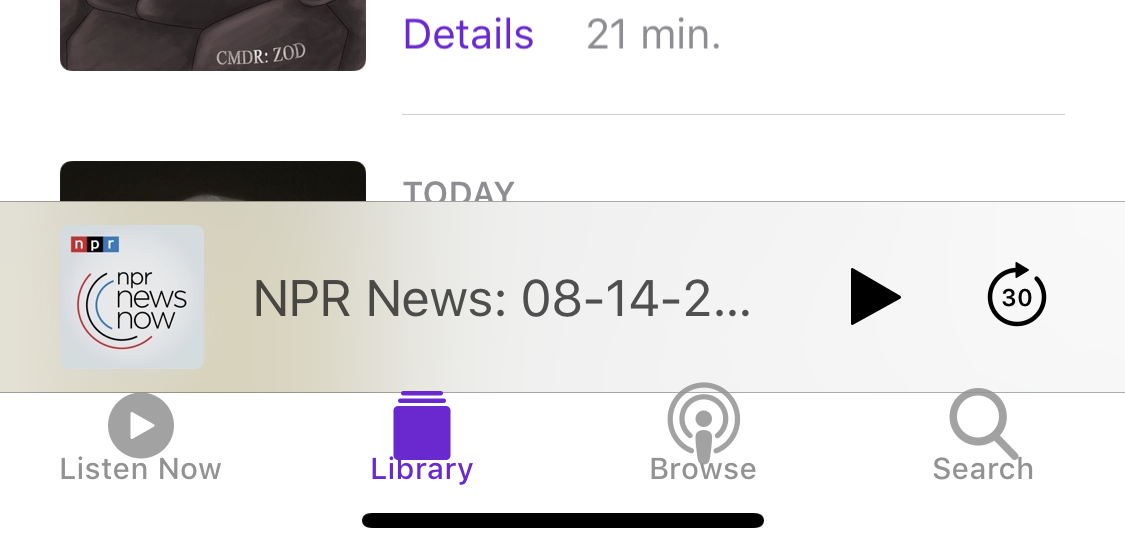 CMDR: ZOD
Details 21 min.
TODAY
npr
npr
news
now
NPR News: 08-14-2...
30
Listen Now Library Browse Search